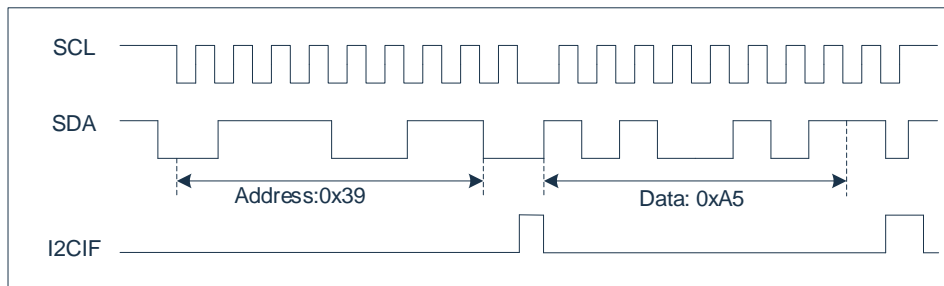 SCL
SDA
Address:0x39
Data: 0xA5
I2CIF